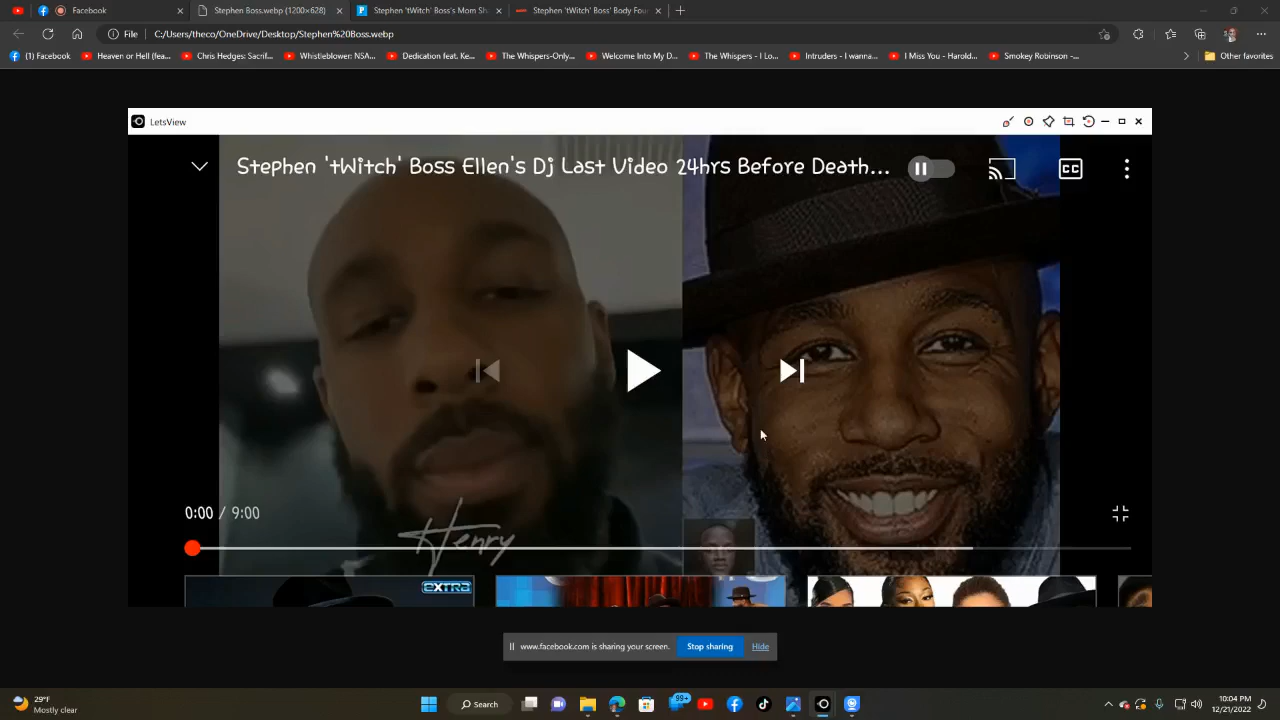 Facebook
Stephen Boss.webp (1200×628)
Stephen 'tWitch' Boss's Mom Sh
Stephen 'tWitch' Boss' Body Four
File C:/Users/theco/OneDrive/Desktop/Stephen%20Boss.webp
(1) Facebook
Heaven or Hell (fea...
Chris Hedges: Sacrif...
Whistleblower: NSA...
Dedication feat. Ke...
The Whispers-Only...
Welcome Into My D...
The Whispers - I Lo...
Intruders - I wanna...
I Miss You - Harold...
Smokey Robinson -...
Other favorites
LetsView
Stephen 'tWitch' Boss Ellen's Dj Last Video 24hrs Before Death...
CC
0:00 / 9:00
Henry
EXTRA
www.facebook.com is sharing your screen.
Stop sharing
Hide
29°F
Mostly clear
Search
99+
10:04 PM
12/21/2022